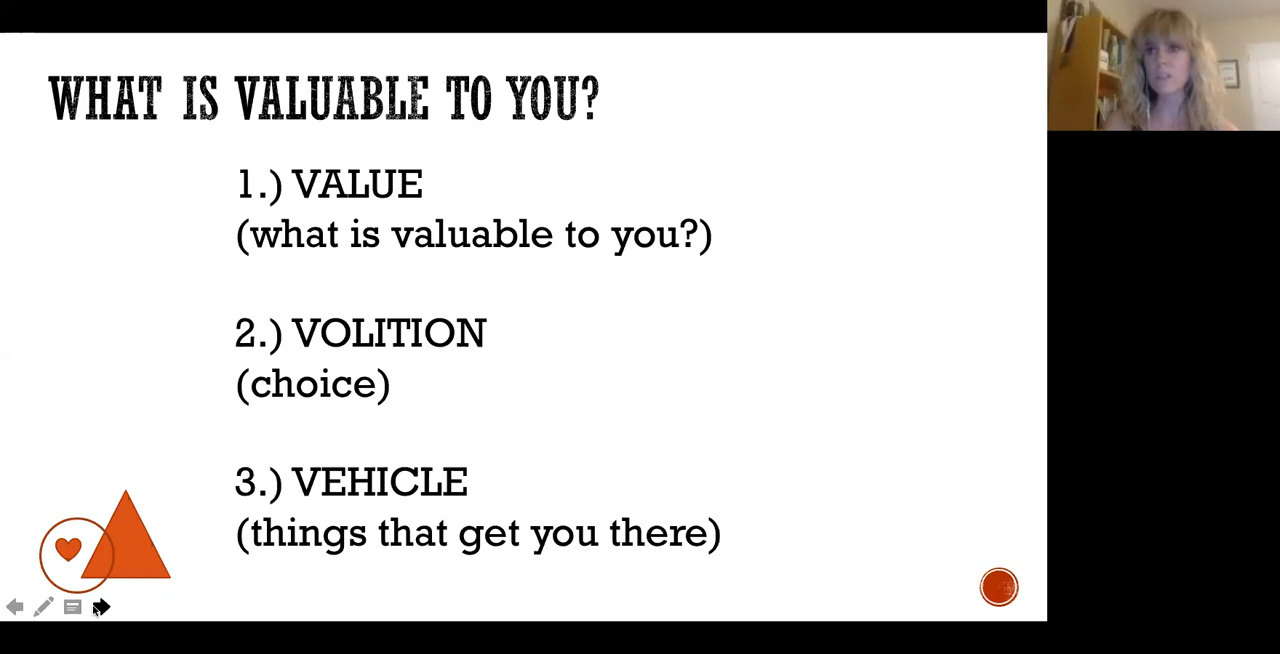 WHAT IS VALUABLE TO YOU?
1.) VALUE
(what is valuable to you?)
2.) VOLITION
(choice)
3.) VEHICLE
(things that get you there)